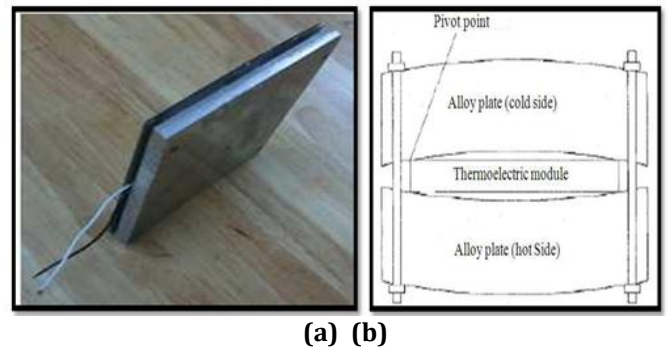 Pivot point
Alloy plate (cold side)
Thermoelectric module
Alloy plate (hot Side)
(a) (b)